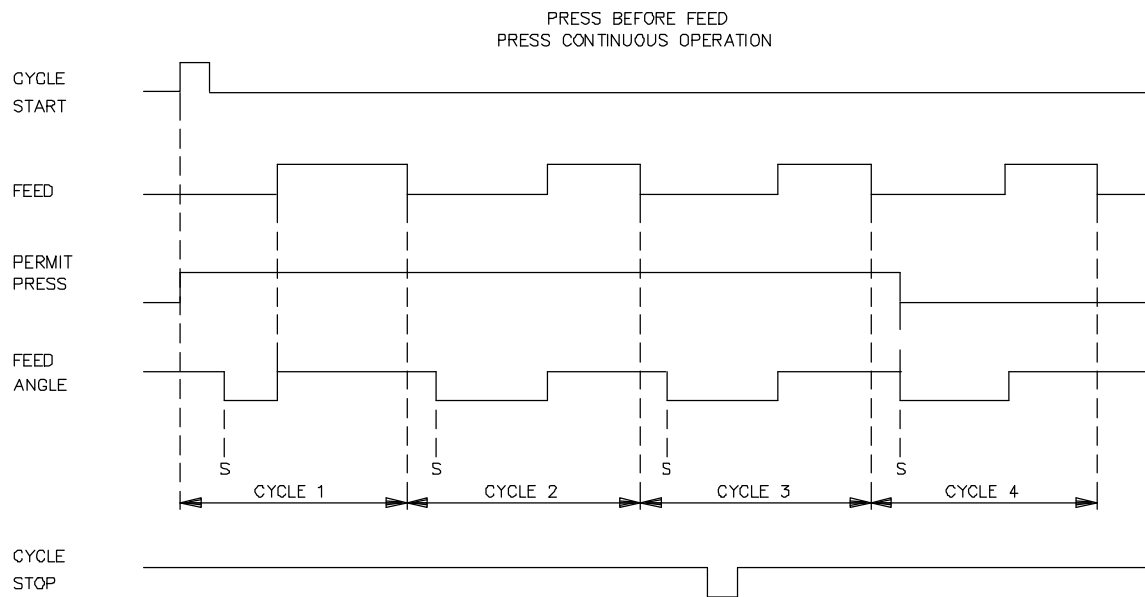 PRESS BEFORE FEED
PRESS CONTINUOUS OPERATION
CYCLE
START
FEED
PERMIT
PRESS
FEED
ANGLE
S S S S
CYCLE 1 CYCLE 2 CYCLE 3 CYCLE 4
CYCLE
STOP